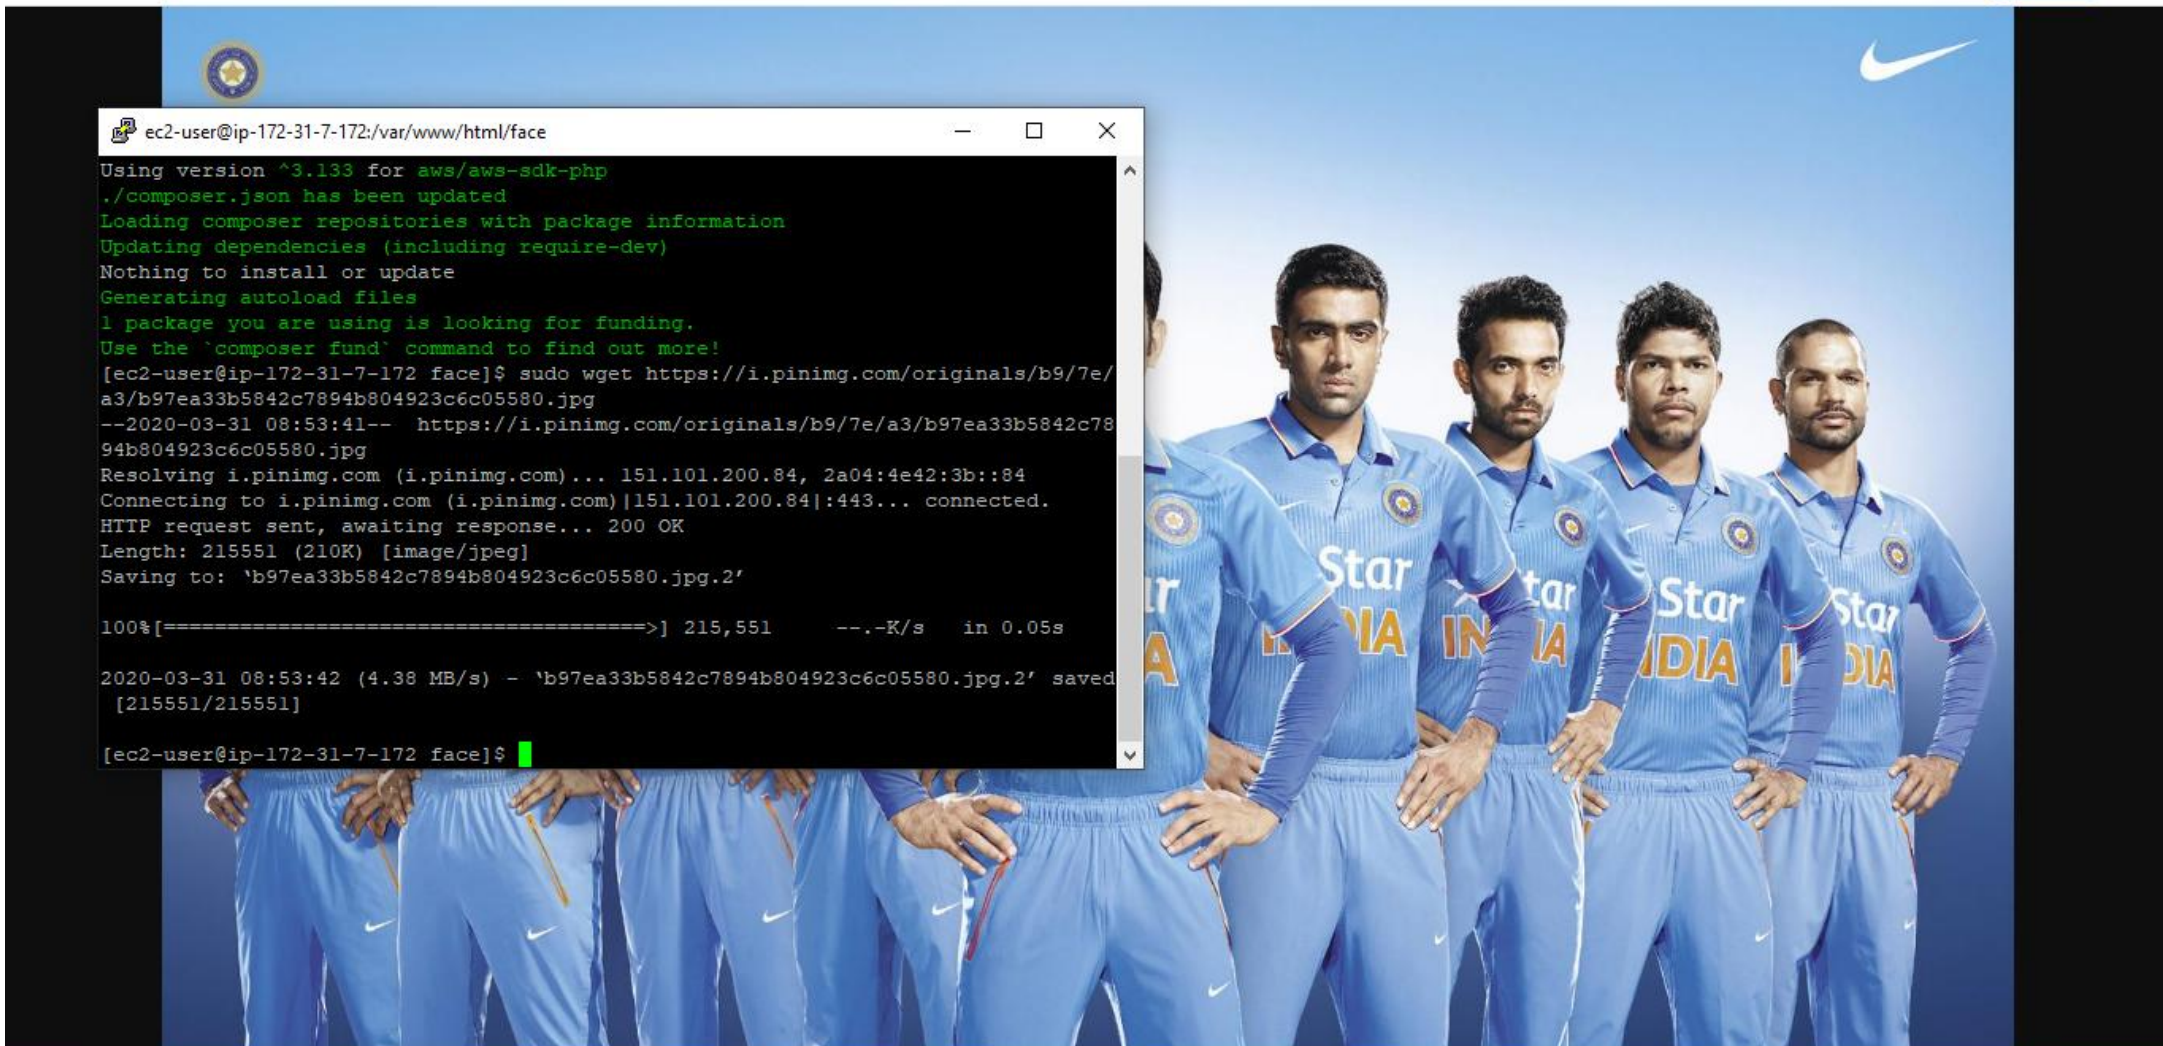 ec2-user@ip-172-31-7-172:/var/www/html/face
Using version ^3.133 for aws/aws-sdk-php
./composer.json has been updated
Loading composer repositories with package information
Updating dependencies (including require-dev)
Nothing to install or update
Generating autoload files
1 package you are using is looking for funding.
Use the `composer fund` command to find out more!
[ec2-user@ip-172-31-7-172 face]$ sudo wget https://i.pinimg.com/originals/b9/7e/
a3/b97ea33b5842c7894b804923c6c05580.jpg
--2020-03-31 08:53:41--  https://i.pinimg.com/originals/b9/7e/a3/b97ea33b5842c78
94b804923c6c05580.jpg
Resolving i.pinimg.com (i.pinimg.com)... 151.101.200.84, 2a04:4e42:3b::84
Connecting to i.pinimg.com (i.pinimg.com)|151.101.200.84|:443... connected.
HTTP request sent, awaiting response... 200 OK
Length: 215551 (210K) [image/jpeg]
Saving to: ‘b97ea33b5842c7894b804923c6c05580.jpg.2’
100%[======================================>] 215,551     --.-K/s   in 0.05s
2020-03-31 08:53:42 (4.38 MB/s) - ‘b97ea33b5842c7894b804923c6c05580.jpg.2’ saved
[215551/215551]
[ec2-user@ip-172-31-7-172 face]$
Star Star Star
INDIA